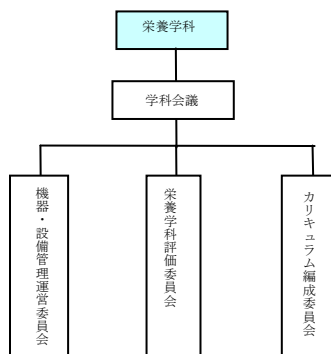 栄養学科
学科会議
機器・設備管理運営委員会
栄養学科評価委員会
カリキュラム編成委員会